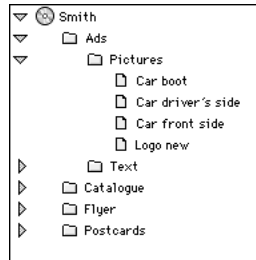 Smith
Ads
Pictures
Car boot
Car driver's side
Car front side
Logo new
Text
Catalogue
Flyer
Postcards